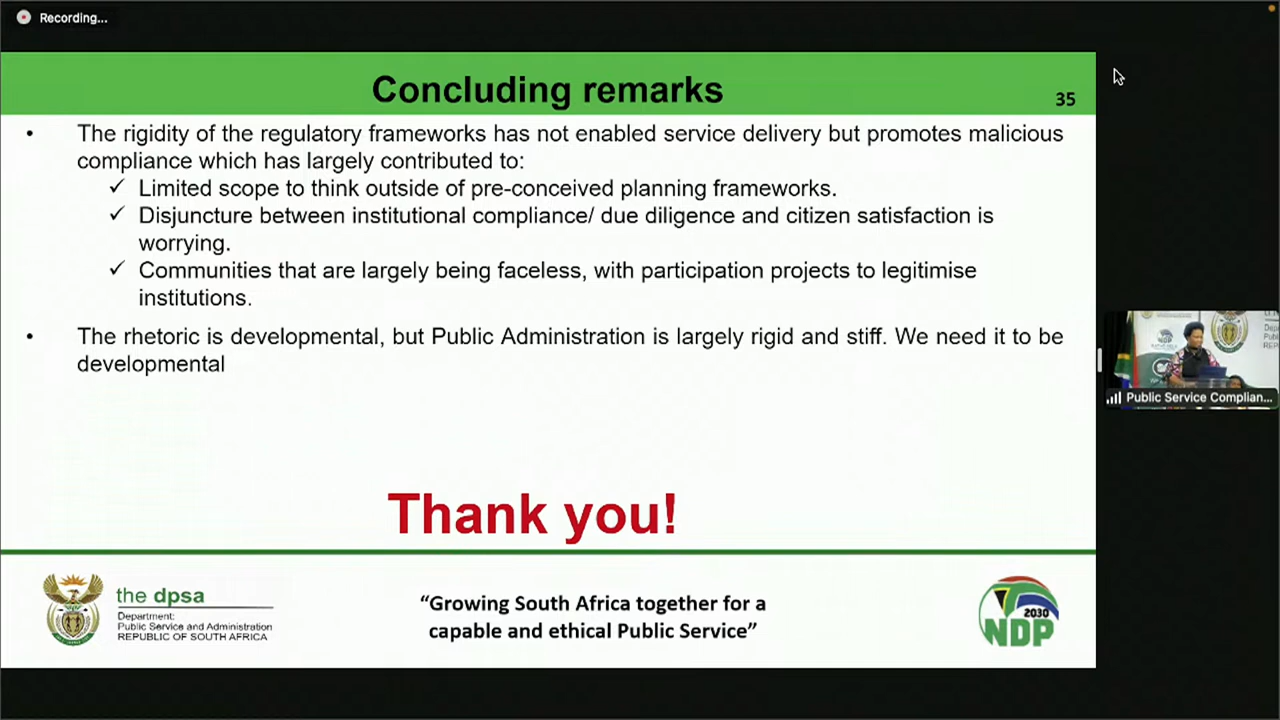 Recording...
Concluding remarks
35
• The rigidity of the regulatory frameworks has not enabled service delivery but promotes malicious
compliance which has largely contributed to:
✓ Limited scope to think outside of pre-conceived planning frameworks.
✓ Disjuncture between institutional compliance/ due diligence and citizen satisfaction is
worrying.
✓ Communities that are largely being faceless, with participation projects to legitimise
institutions.
• The rhetoric is developmental, but Public Administration is largely rigid and stiff. We need it to be
developmental
Public Service Complian...
Thank you!
the dpsa
Department:
Public Service and Administration
REPUBLIC OF SOUTH AFRICA
“Growing South Africa together for a
capable and ethical Public Service”
2030
NDP